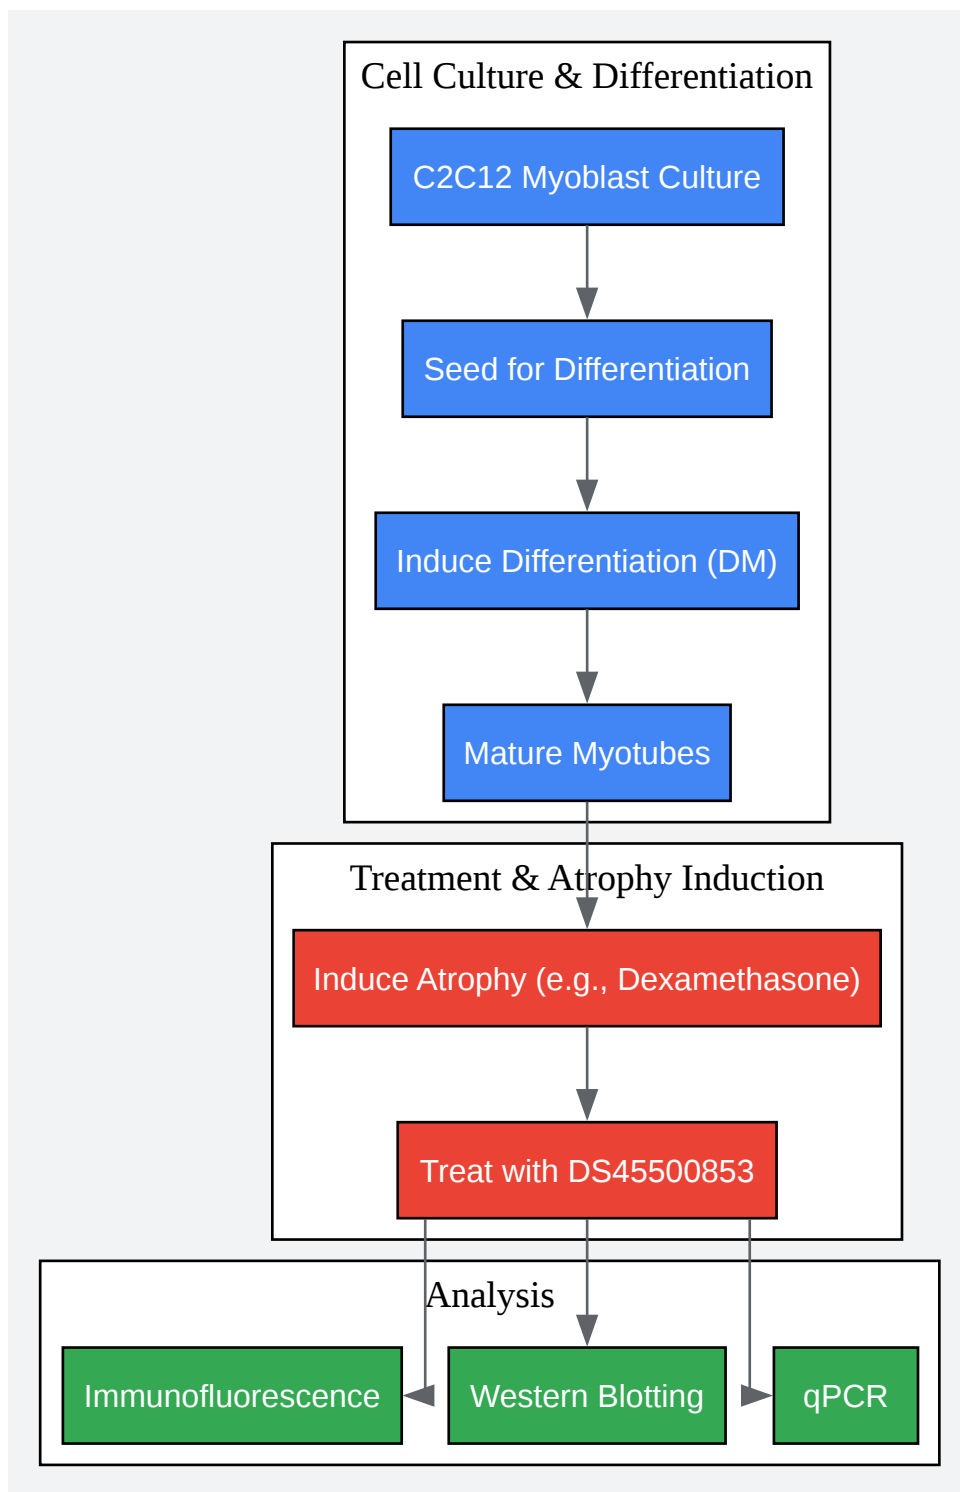 Cell Culture & Differentiation
C2C12 Myoblast Culture
Seed for Differentiation
Induce Differentiation (DM)
Mature Myotubes
Treatment & Atrophy Induction
Induce Atrophy (e.g., Dexamethasone)
Treat with DS45500853
Analysis
Immunofluorescence
Western Blotting
qPCR